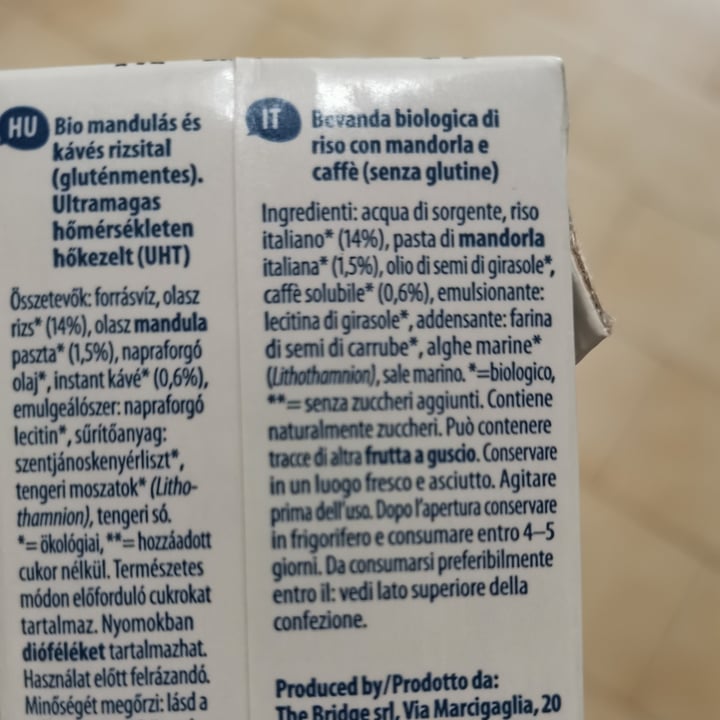 HU
Bio mandulás és
kávés rizsital
(gluténmentes).
Ultramagas
hőmérsékleten
hőkezelt (UHT)
Összetevők: forrásvíz, olasz
rizs* (14%), olasz mandula
paszta* (1,5%), napraforgó
olaj*, instant kávé* (0,6%),
emulgeálószer: napraforgó
lecitin*, sűrítőanyag:
szentjánoskenyérliszt*,
tengeri moszatok* (Litho-
thamnion), tengeri só.
*= ökológiai, **= hozzáadott
cukor nélkül. Természetes
módon előforduló cukrokat
tartalmaz. Nyomokban
dióféléket tartalmazhat.
Használat előtt felrázandó.
Minőségét megőrzi: lásd a
IT
Bevanda biologica di
riso con mandorla e
caffè (senza glutine)
Ingredienti: acqua di sorgente, riso
italiano* (14%), pasta di mandorla
italiana* (1,5%), olio di semi di girasole*,
caffè solubile* (0,6%), emulsionante:
lecitina di girasole*, addensante: farina
di semi di carrube*, alghe marine*
(Lithothamnion), sale marino. *=biologico,
**= senza zuccheri aggiunti. Contiene
naturalmente zuccheri. Può contenere
tracce di altra frutta a guscio. Conservare
in un luogo fresco e asciutto. Agitare
prima dell'uso. Dopo l'apertura conservare
in frigorifero e consumare entro 4–5
giorni. Da consumarsi preferibilmente
entro il: vedi lato superiore della
confezione.
Produced by/Prodotto da:
The Bridge srl, Via Marcigaglia, 20